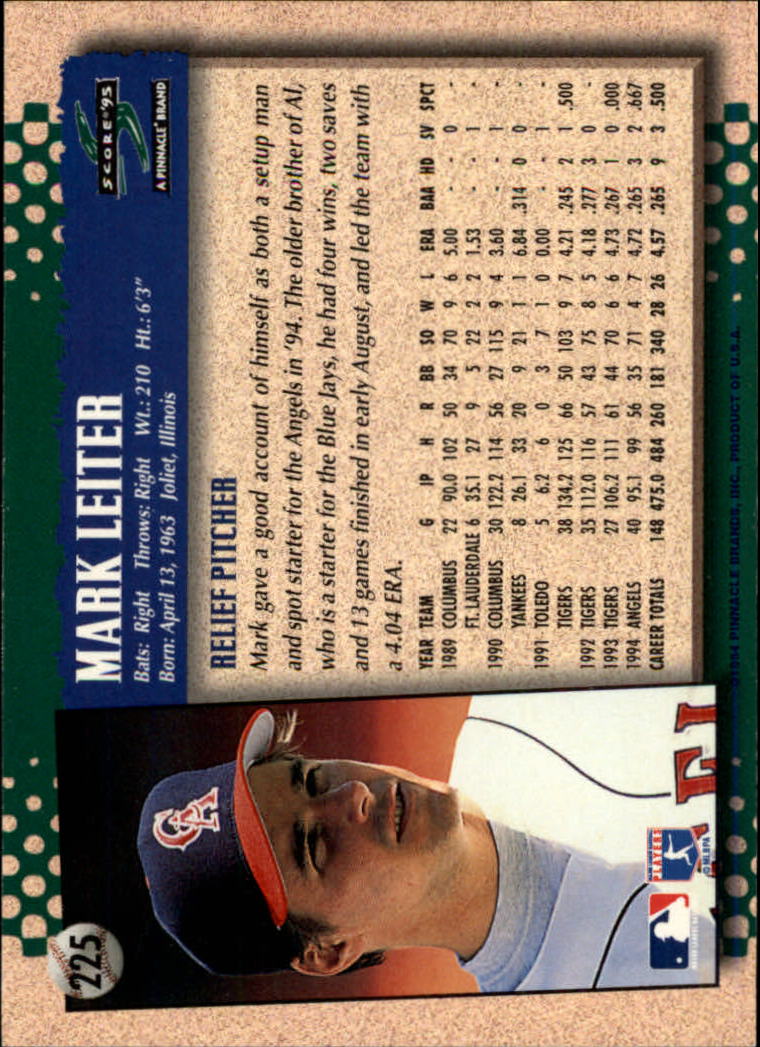 225
MARK LEITER
Bats: Right Throws: Right Wt.: 210 Ht.: 6'3"
Born: April 13, 1963 Joliet, Illinois
SCORE®'95
A PINNACLE® BRAND
RELIEF PITCHER
Mark gave a good account of himself as both a setup man
and spot starter for the Angels in '94. The older brother of Al,
who is a starter for the Blue Jays, he had four wins, two saves
and 13 games finished in early August, and led the team with
a 4.04 ERA.
YEAR TEAM G IP H R BB SO W L ERA BAA HD SV SPCT
1989 COLUMBUS 22 90.0 102 50 34 70 9 6 5.00 - - 0 -
FT. LAUDERDALE 6 35.1 27 9 5 22 2 2 1.53 - - 1 -
1990 COLUMBUS 30 122.2 114 56 27 115 9 4 3.60 - - 1 -
YANKEES 8 26.1 33 20 9 21 1 1 6.84 .314 0 0 -
1991 TOLEDO 5 6.2 6 0 3 7 1 0 0.00 - - 1 -
TIGERS 38 134.2 125 66 50 103 9 7 4.21 .245 2 1 .500
1992 TIGERS 35 112.0 116 57 43 75 8 5 4.18 .277 3 0 -
1993 TIGERS 27 106.2 111 61 44 70 6 6 4.73 .267 1 0 .000
1994 ANGELS 40 95.1 99 56 35 71 4 7 4.72 .265 3 2 .667
CAREER TOTALS 148 475.0 484 260 181 340 28 26 4.57 .265 9 3 .500
CA
PLAYERS
©MLBPA
©1994 PINNACLE BRANDS, INC., PRODUCT OF U.S.A.